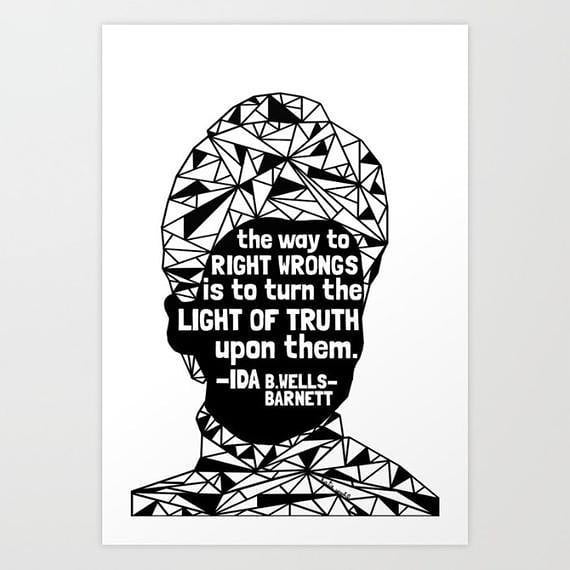 the way to
RIGHT WRONGS
is to turn the
LIGHT OF TRUTH
upon them.
-IDA B.WELLS-
BARNETT